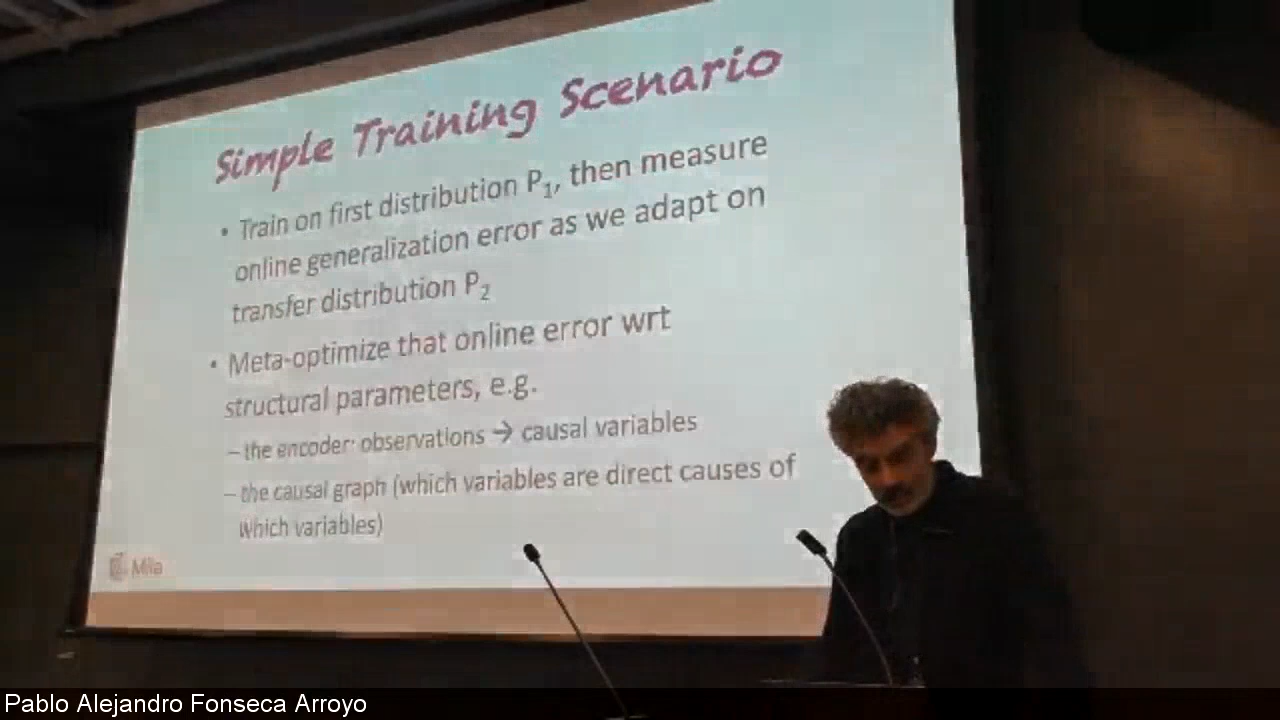 Simple Training Scenario
• Train on first distribution P₁, then measure
online generalization error as we adapt on
transfer distribution P₂
• Meta-optimize that online error wrt
structural parameters, e.g.
– the encoder: observations → causal variables
– the causal graph (which variables are direct causes of
which variables)
Mila
Pablo Alejandro Fonseca Arroyo